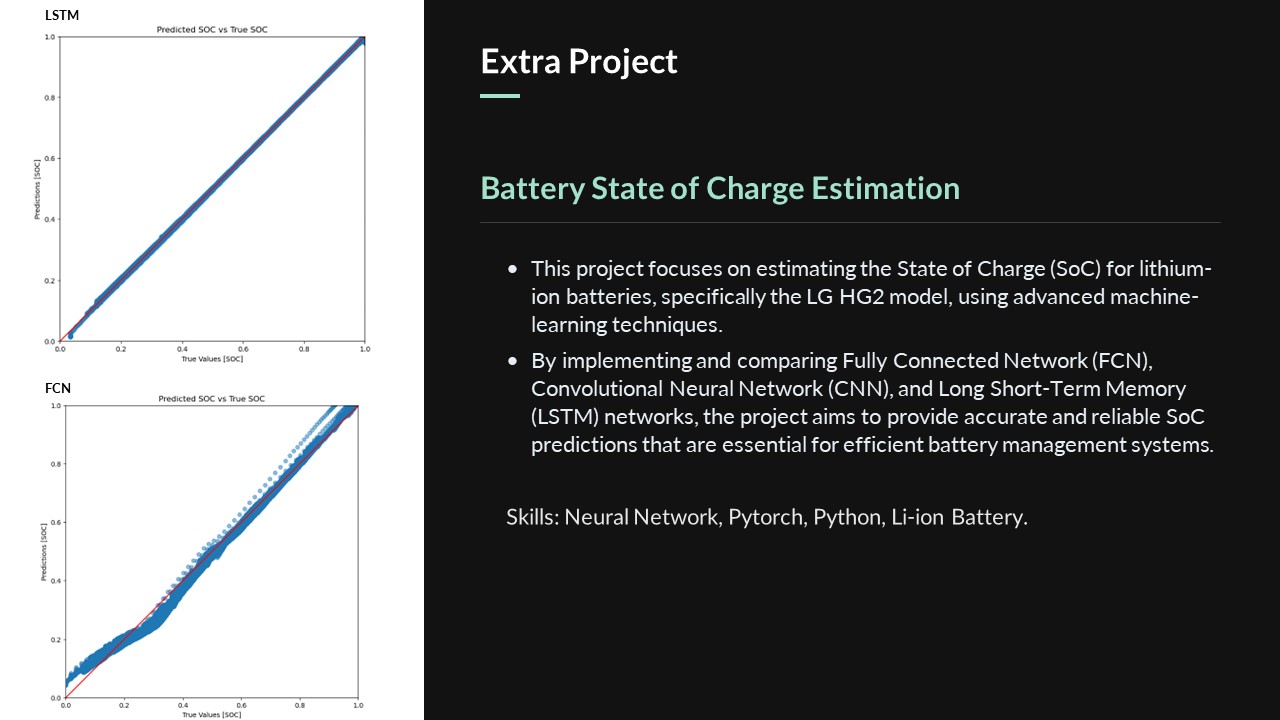 LSTM
Predicted SOC vs True SOC
1.0
0.8
0.6
0.4
0.2
0.0
Predictions [SOC]
0.0 0.2 0.4 0.6 0.8 1.0
True Values [SOC]
FCN
Predicted SOC vs True SOC
1.0
0.8
0.6
0.4
0.2
0.0
Predictions [SOC]
0.0 0.2 0.4 0.6 0.8 1.0
True Values [SOC]
Extra Project
Battery State of Charge Estimation
• This project focuses on estimating the State of Charge (SoC) for lithium-
ion batteries, specifically the LG HG2 model, using advanced machine-
learning techniques.
• By implementing and comparing Fully Connected Network (FCN),
Convolutional Neural Network (CNN), and Long Short-Term Memory
(LSTM) networks, the project aims to provide accurate and reliable SoC
predictions that are essential for efficient battery management systems.
Skills: Neural Network, Pytorch, Python, Li-ion Battery.